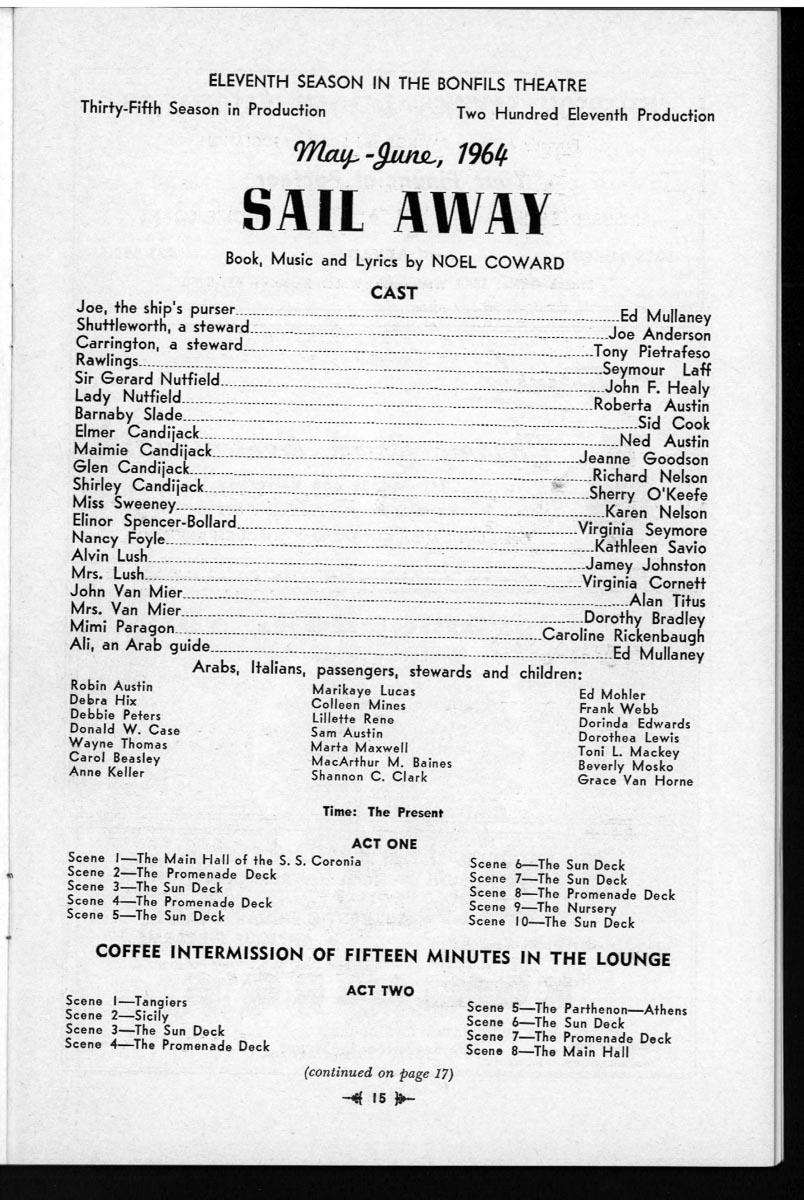 ELEVENTH SEASON IN THE BONFILS THEATRE
Thirty-Fifth Season in Production Two Hundred Eleventh Production
May-June, 1964
SAIL AWAY
Book, Music and Lyrics by NOEL COWARD
CAST
Joe, the ship's purser Ed Mullaney
Shuttleworth, a steward Joe Anderson
Carrington, a steward Tony Pietrafeso
Rawlings Seymour Laff
Sir Gerard Nutfield John F. Healy
Lady Nutfield Roberta Austin
Barnaby Slade Sid Cook
Elmer Candijack Ned Austin
Maimie Candijack Jeanne Goodson
Glen Candijack Richard Nelson
Shirley Candijack Sherry O'Keefe
Miss Sweeney Karen Nelson
Elinor Spencer-Bollard Virginia Seymore
Nancy Foyle Kathleen Savio
Alvin Lush Jamey Johnston
Mrs. Lush Virginia Cornett
John Van Mier Alan Titus
Mrs. Van Mier Dorothy Bradley
Mimi Paragon Caroline Rickenbaugh
Ali, an Arab guide Ed Mullaney
Arabs, Italians, passengers, stewards and children:
Robin Austin
Debra Hix
Debbie Peters
Donald W. Case
Wayne Thomas
Carol Beasley
Anne Keller
Marikaye Lucas
Colleen Mines
Lillette Rene
Sam Austin
Marta Maxwell
MacArthur M. Baines
Shannon C. Clark
Ed Mohler
Frank Webb
Dorinda Edwards
Dorothea Lewis
Toni L. Mackey
Beverly Mosko
Grace Van Horne
Time: The Present
ACT ONE
Scene 1—The Main Hall of the S. S. Coronia
Scene 2—The Promenade Deck
Scene 3—The Sun Deck
Scene 4—The Promenade Deck
Scene 5—The Sun Deck
Scene 6—The Sun Deck
Scene 7—The Sun Deck
Scene 8—The Promenade Deck
Scene 9—The Nursery
Scene 10—The Sun Deck
COFFEE INTERMISSION OF FIFTEEN MINUTES IN THE LOUNGE
ACT TWO
Scene 1—Tangiers
Scene 2—Sicily
Scene 3—The Sun Deck
Scene 4—The Promenade Deck
Scene 5—The Parthenon—Athens
Scene 6—The Sun Deck
Scene 7—The Promenade Deck
Scene 8—The Main Hall
(continued on page 17)
15